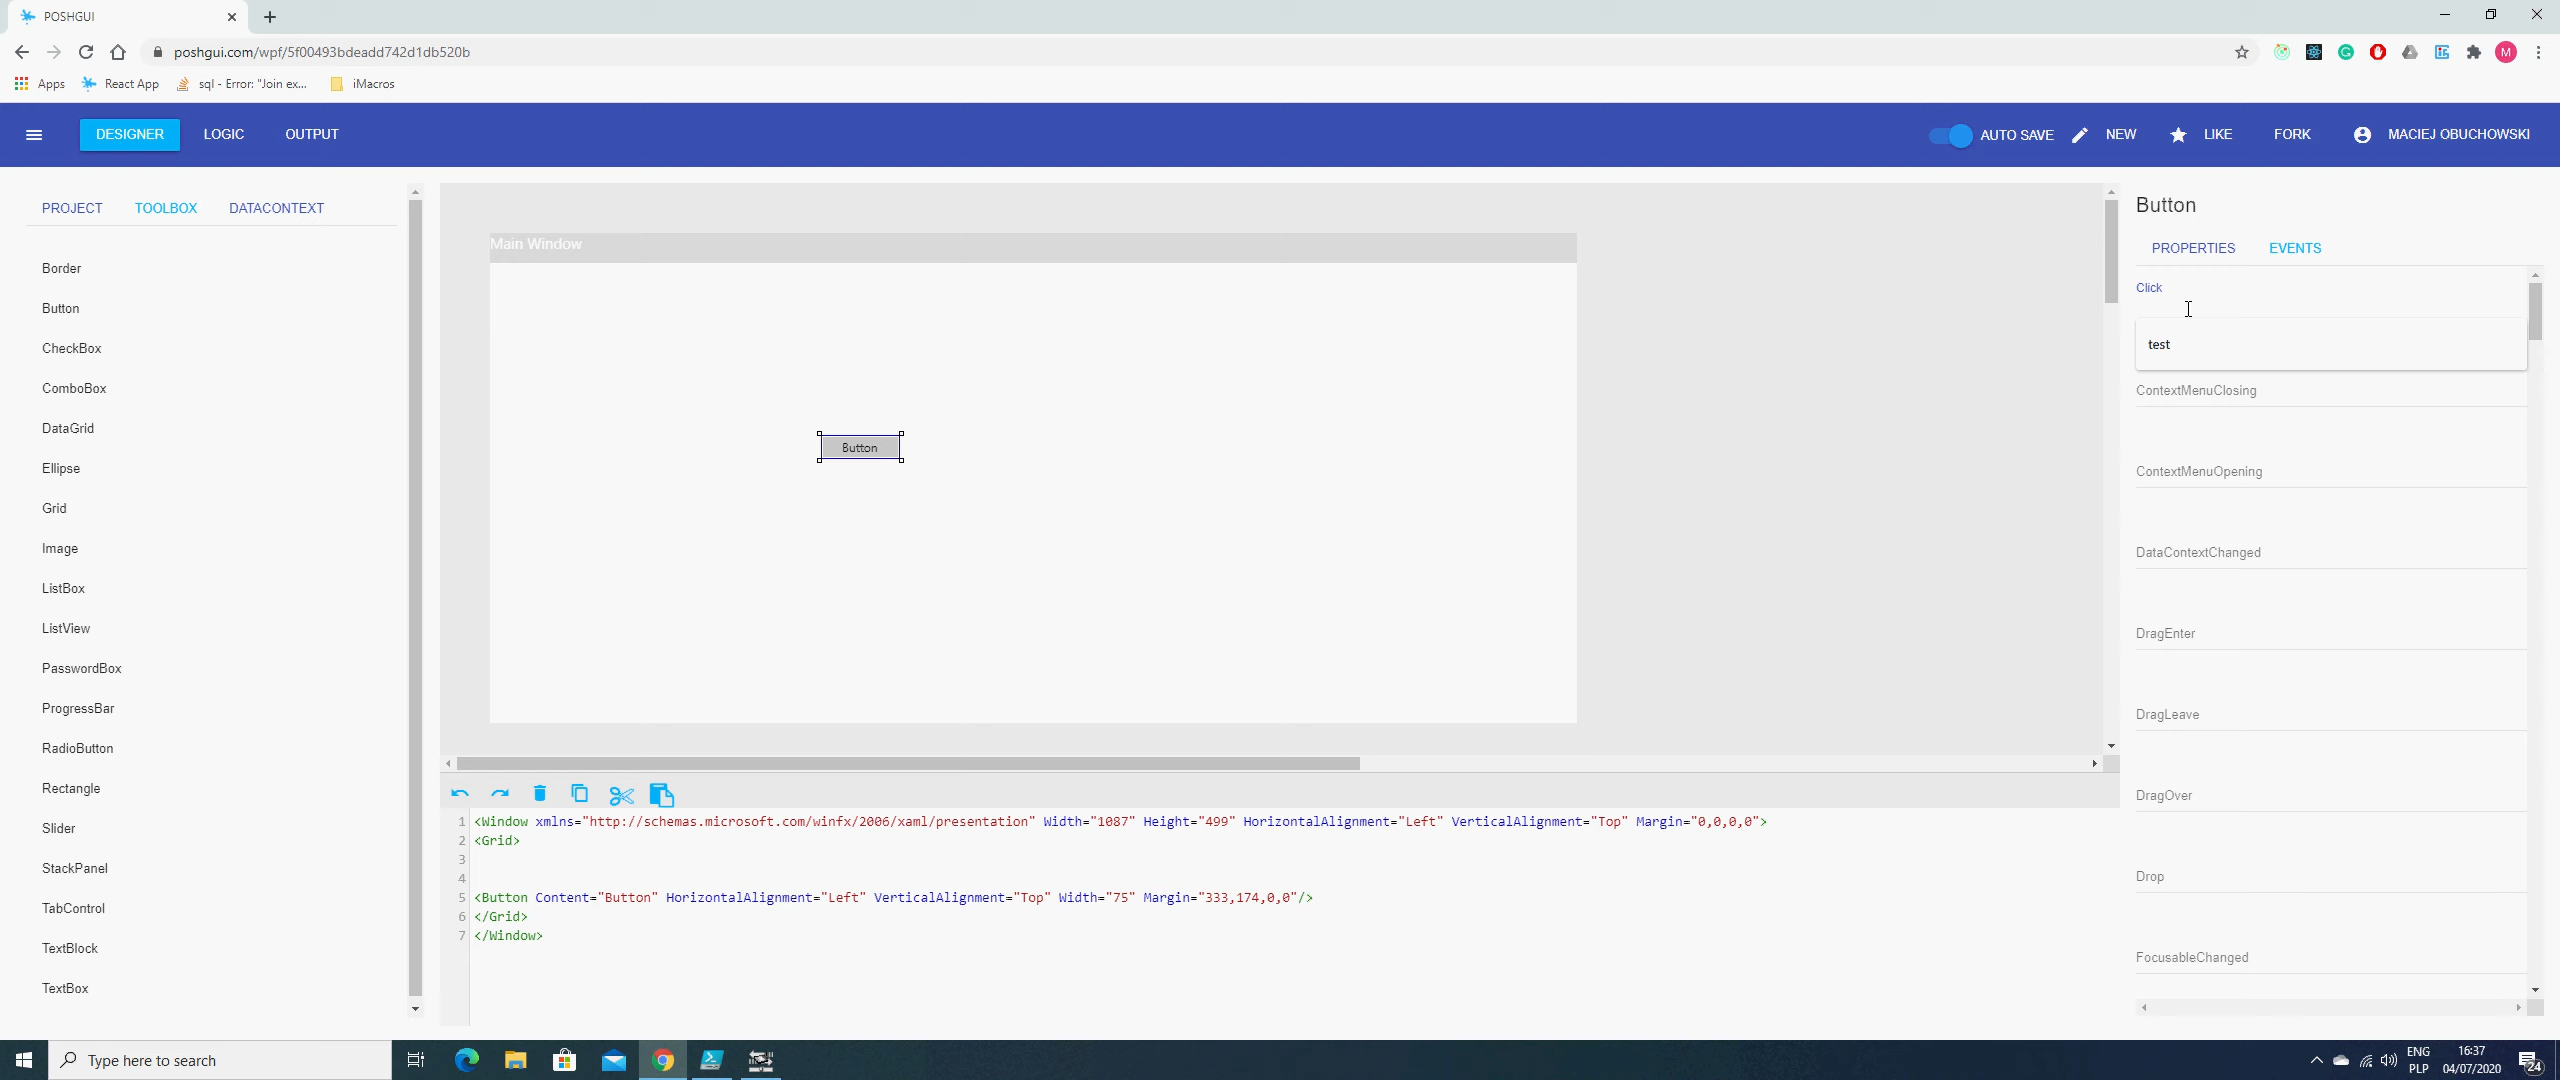 POSHGUI
poshgui.com/wpf/5f00493bdeadd742d1db520b
Apps
React App
sql - Error: "Join ex...
iMacros
M
DESIGNER
LOGIC
OUTPUT
AUTO SAVE
NEW
LIKE
FORK
MACIEJ OBUCHOWSKI
PROJECT
TOOLBOX
DATACONTEXT
Border
Button
CheckBox
ComboBox
DataGrid
Ellipse
Grid
Image
ListBox
ListView
PasswordBox
ProgressBar
RadioButton
Rectangle
Slider
StackPanel
TabControl
TextBlock
TextBox
Main Window
Button
1 <Window xmlns="http://schemas.microsoft.com/winfx/2006/xaml/presentation" Width="1087" Height="499" HorizontalAlignment="Left" VerticalAlignment="Top" Margin="0,0,0,0">
2 <Grid>
3
4
5 <Button Content="Button" HorizontalAlignment="Left" VerticalAlignment="Top" Width="75" Margin="333,174,0,0"/>
6 </Grid>
7 </Window>
Button
PROPERTIES
EVENTS
Click
test
ContextMenuClosing
ContextMenuOpening
DataContextChanged
DragEnter
DragLeave
DragOver
Drop
FocusableChanged
Type here to search
ENG
PLP
16:37
04/07/2020
24